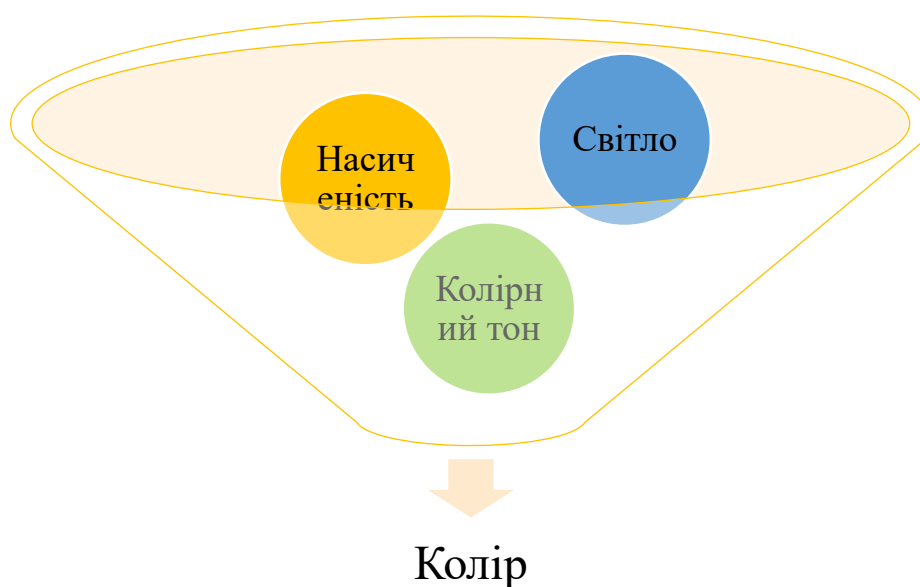 Насич
еність
Світло
Колірн
ий тон
Колір